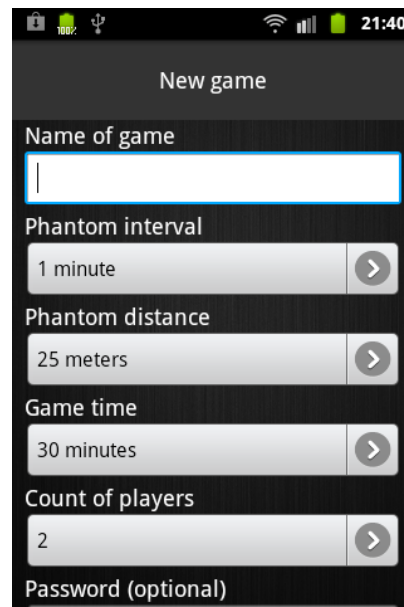 100%
21:40
New game
Name of game
Phantom interval
1 minute
Phantom distance
25 meters
Game time
30 minutes
Count of players
2
Password (optional)